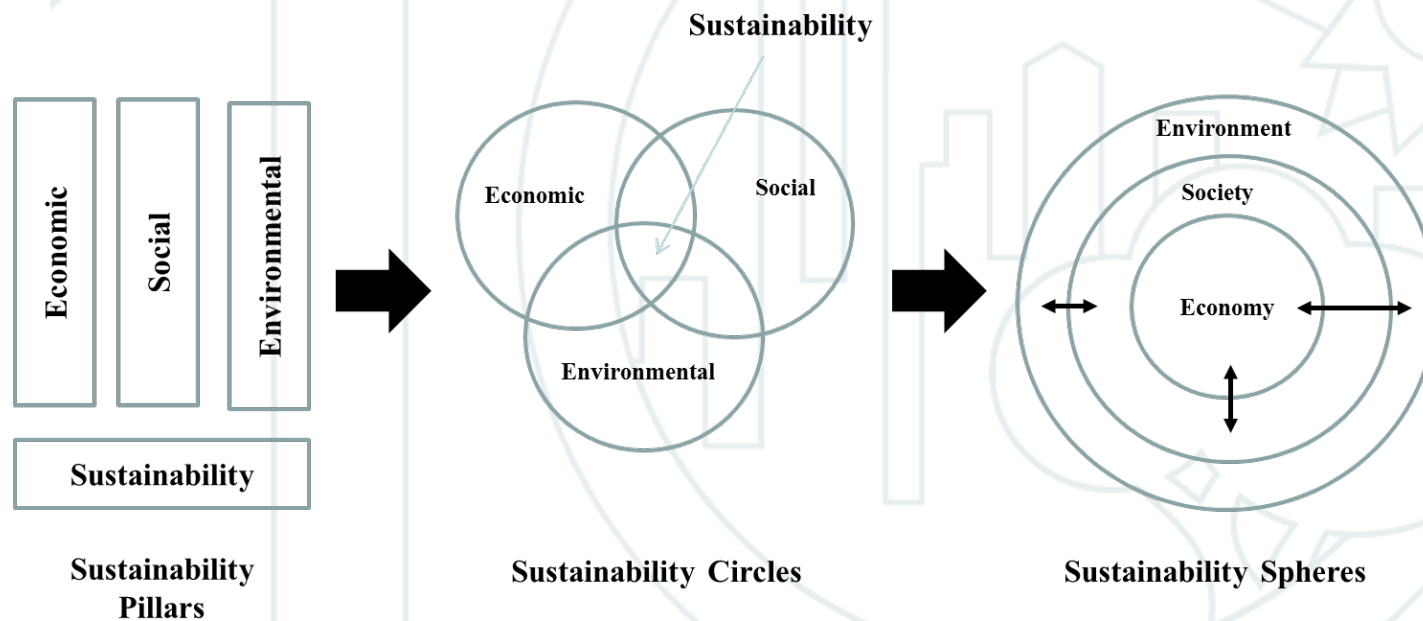 Economic
Social
Environmental
Sustainability
Sustainability
Pillars
Sustainability
Economic
Social
Environmental
Sustainability Circles
Environment
Society
Economy
Sustainability Spheres